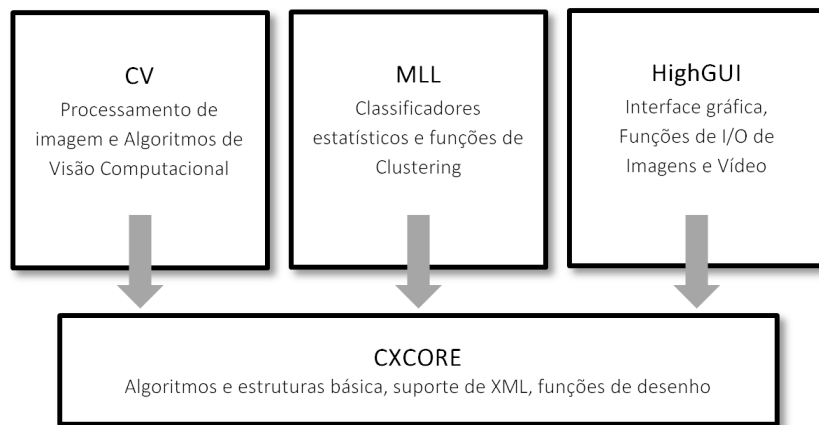 CV
Processamento de
imagem e Algoritmos de
Visão Computacional
MLL
Classificadores
estatísticos e funções de
Clustering
HighGUI
Interface gráfica,
Funções de I/O de
Imagens e Vídeo
CXCORE
Algoritmos e estruturas básica, suporte de XML, funções de desenho